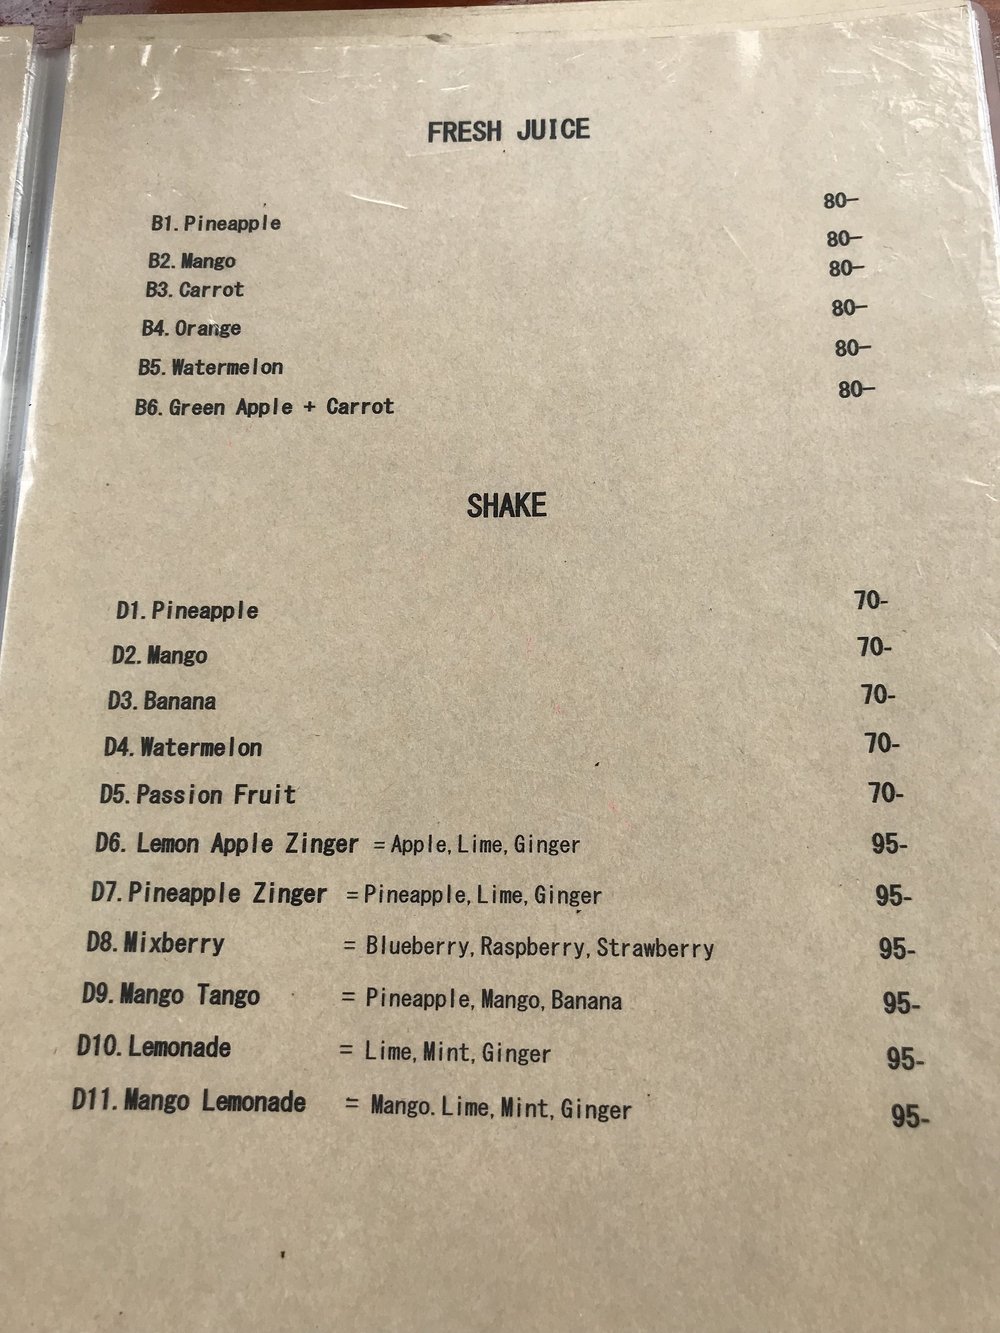 FRESH JUICE
B1. Pineapple 80-
B2. Mango 80-
B3. Carrot 80-
B4. Orange 80-
B5. Watermelon 80-
B6. Green Apple + Carrot 80-
SHAKE
D1. Pineapple 70-
D2. Mango 70-
D3. Banana 70-
D4. Watermelon 70-
D5. Passion Fruit 70-
D6. Lemon Apple Zinger = Apple, Lime, Ginger 95-
D7. Pineapple Zinger = Pineapple, Lime, Ginger 95-
D8. Mixberry = Blueberry, Raspberry, Strawberry 95-
D9. Mango Tango = Pineapple, Mango, Banana 95-
D10. Lemonade = Lime, Mint, Ginger 95-
D11. Mango Lemonade = Mango. Lime, Mint, Ginger 95-